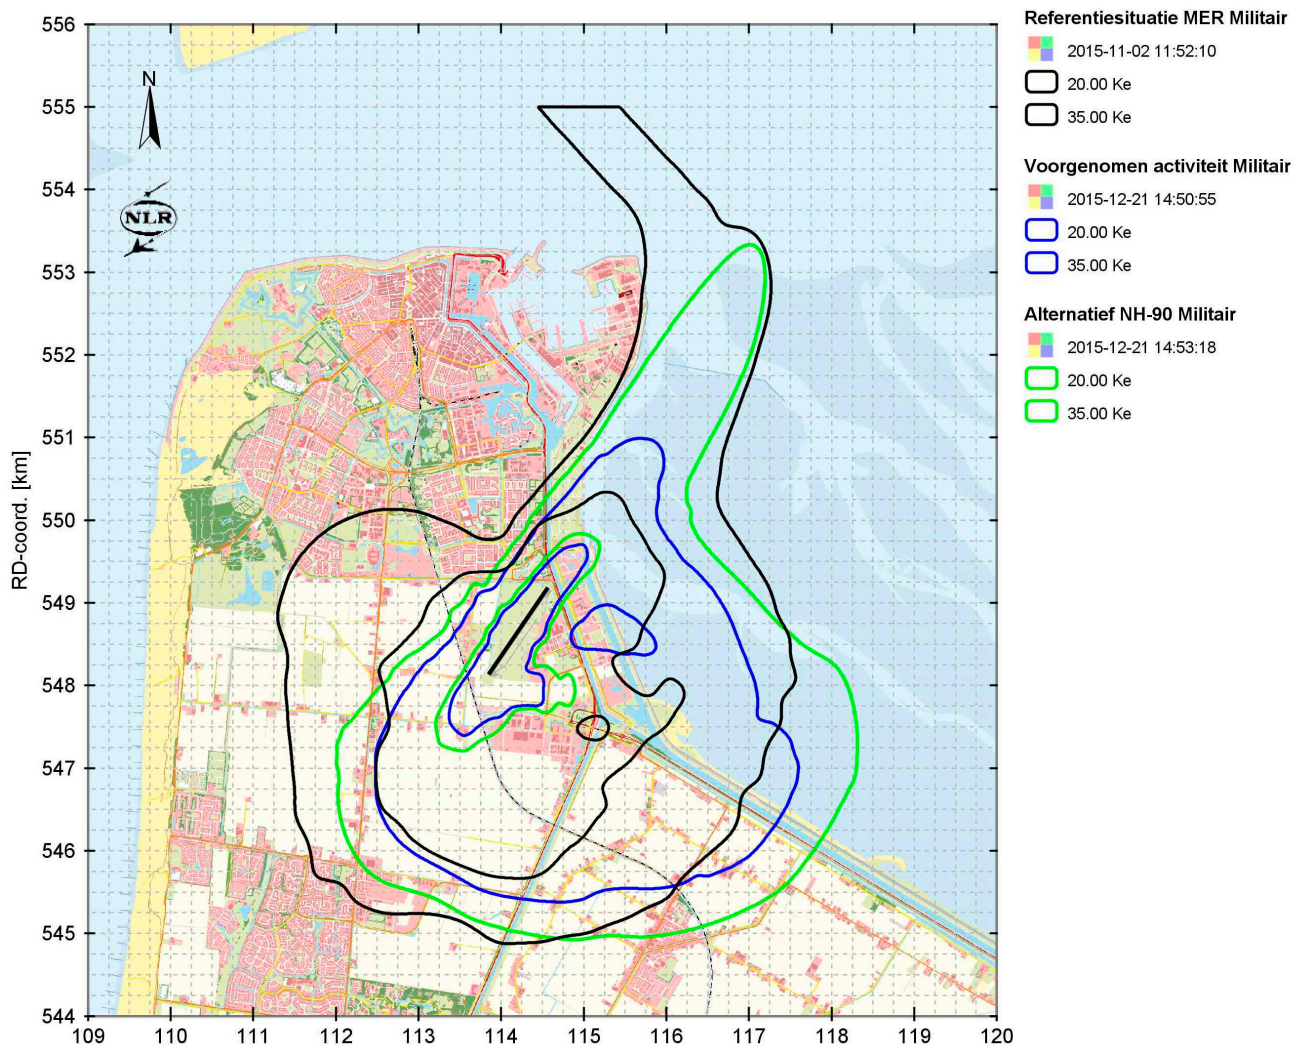 Referentiesituatie MER Militair
2015-11-02 11:52:10
20.00 Ke
35.00 Ke
Voorgenomen activiteit Militair
2015-12-21 14:50:55
20.00 Ke
35.00 Ke
Alternatief NH-90 Militair
2015-12-21 14:53:18
20.00 Ke
35.00 Ke
N
NLR
RD-coord. [km]
556
555
554
553
552
551
550
549
548
547
546
545
544
109 110 111 112 113 114 115 116 117 118 119 120